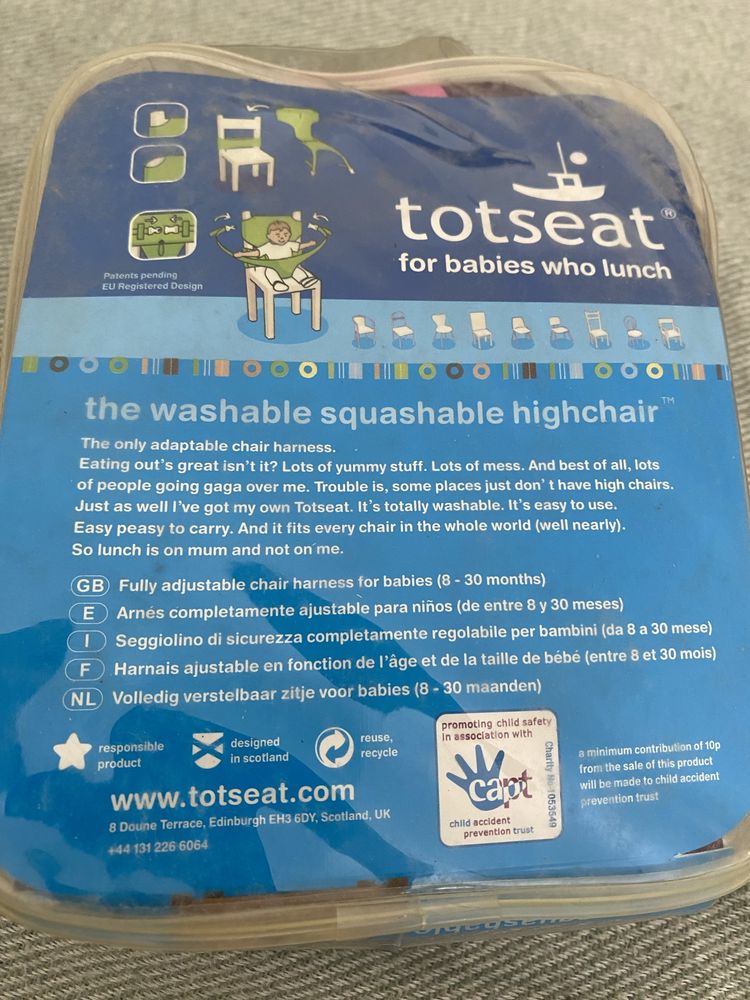 totseat®
for babies who lunch
Patents pending
EU Registered Design
the washable squashable highchair™
The only adaptable chair harness.
Eating out's great isn't it? Lots of yummy stuff. Lots of mess. And best of all, lots
of people going gaga over me. Trouble is, some places just don't have high chairs.
Just as well I've got my own Totseat. It's totally washable. It's easy to use.
Easy peasy to carry. And it fits every chair in the whole world (well nearly).
So lunch is on mum and not on me.
GB Fully adjustable chair harness for babies (8 - 30 months)
E Arnés completamente ajustable para niños (de entre 8 y 30 meses)
I Seggiolino di sicurezza completamente regolabile per bambini (da 8 a 30 mese)
F Harnais ajustable en fonction de l'âge et de la taille de bébé (entre 8 et 30 mois)
NL Volledig verstelbaar zitje voor babies (8 - 30 maanden)
responsible
product
designed
in scotland
reuse,
recycle
www.totseat.com
8 Doune Terrace, Edinburgh EH3 6DY, Scotland, UK
+44 131 226 6064
promoting child safety
in association with
capt
child accident
prevention trust
Charity No 1053549
a minimum contribution of 10p
from the sale of this product
will be made to child accident
prevention trust